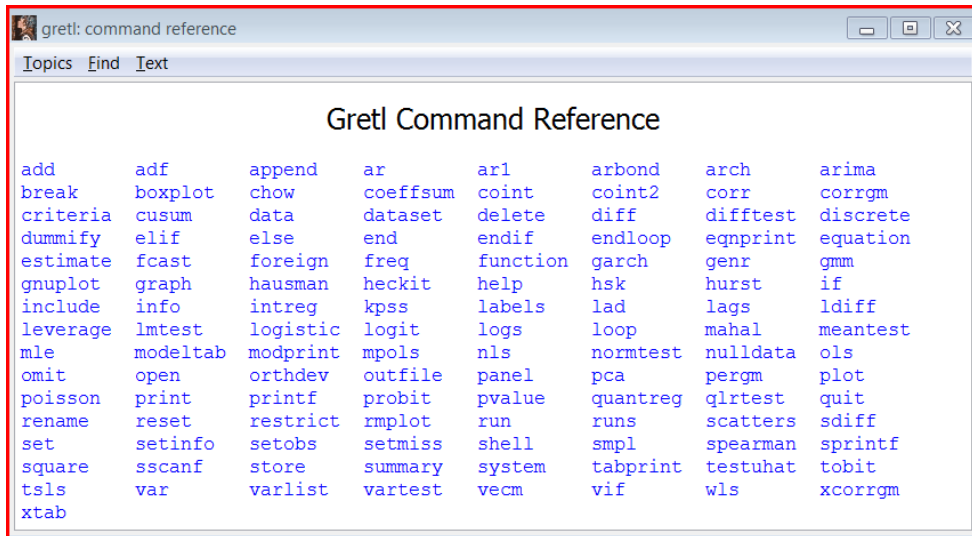 gretl: command reference
Topics Find Text
Gretl Command Reference
add adf append ar ar1 arbond arch arima
break boxplot chow coeffsum coint coint2 corr corrgm
criteria cusum data dataset delete diff difftest discrete
dummify elif else end endif endloop eqnprint equation
estimate fcast foreign freq function garch genr gmm
gnuplot graph hausman heckit help hsk hurst if
include info intreg kpss labels lad lags ldiff
leverage lmtest logistic logit logs loop mahal meantest
mle modeltab modprint mpols nls normtest nulldata ols
omit open orthdev outfile panel pca pergm plot
poisson print printf probit pvalue quantreg qlrtest quit
rename reset restrict rmplot run runs scatters sdiff
set setinfo setobs setmiss shell smpl spearman sprintf
square sscanf store summary system tabprint testuhat tobit
tsls var varlist vartest vecm vif wls xcorrgm
xtab